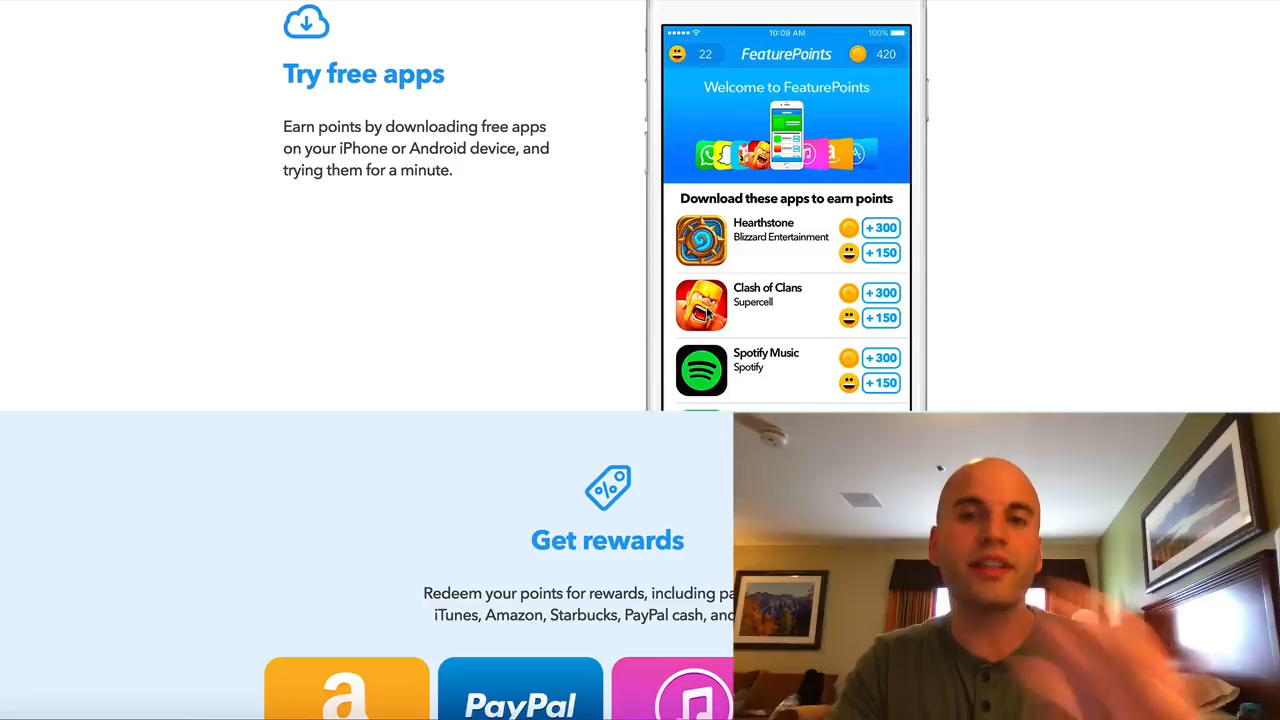 Try free apps
Earn points by downloading free apps
on your iPhone or Android device, and
trying them for a minute.
10:09 AM
100%
22
FeaturePoints
420
Welcome to FeaturePoints
Download these apps to earn points
Hearthstone
Blizzard Entertainment
+300
+150
Clash of Clans
Supercell
+300
+150
Spotify Music
Spotify
+300
+150
Get rewards
Redeem your points for rewards, including
iTunes, Amazon, Starbucks, PayPal cash, and
a
PayPal